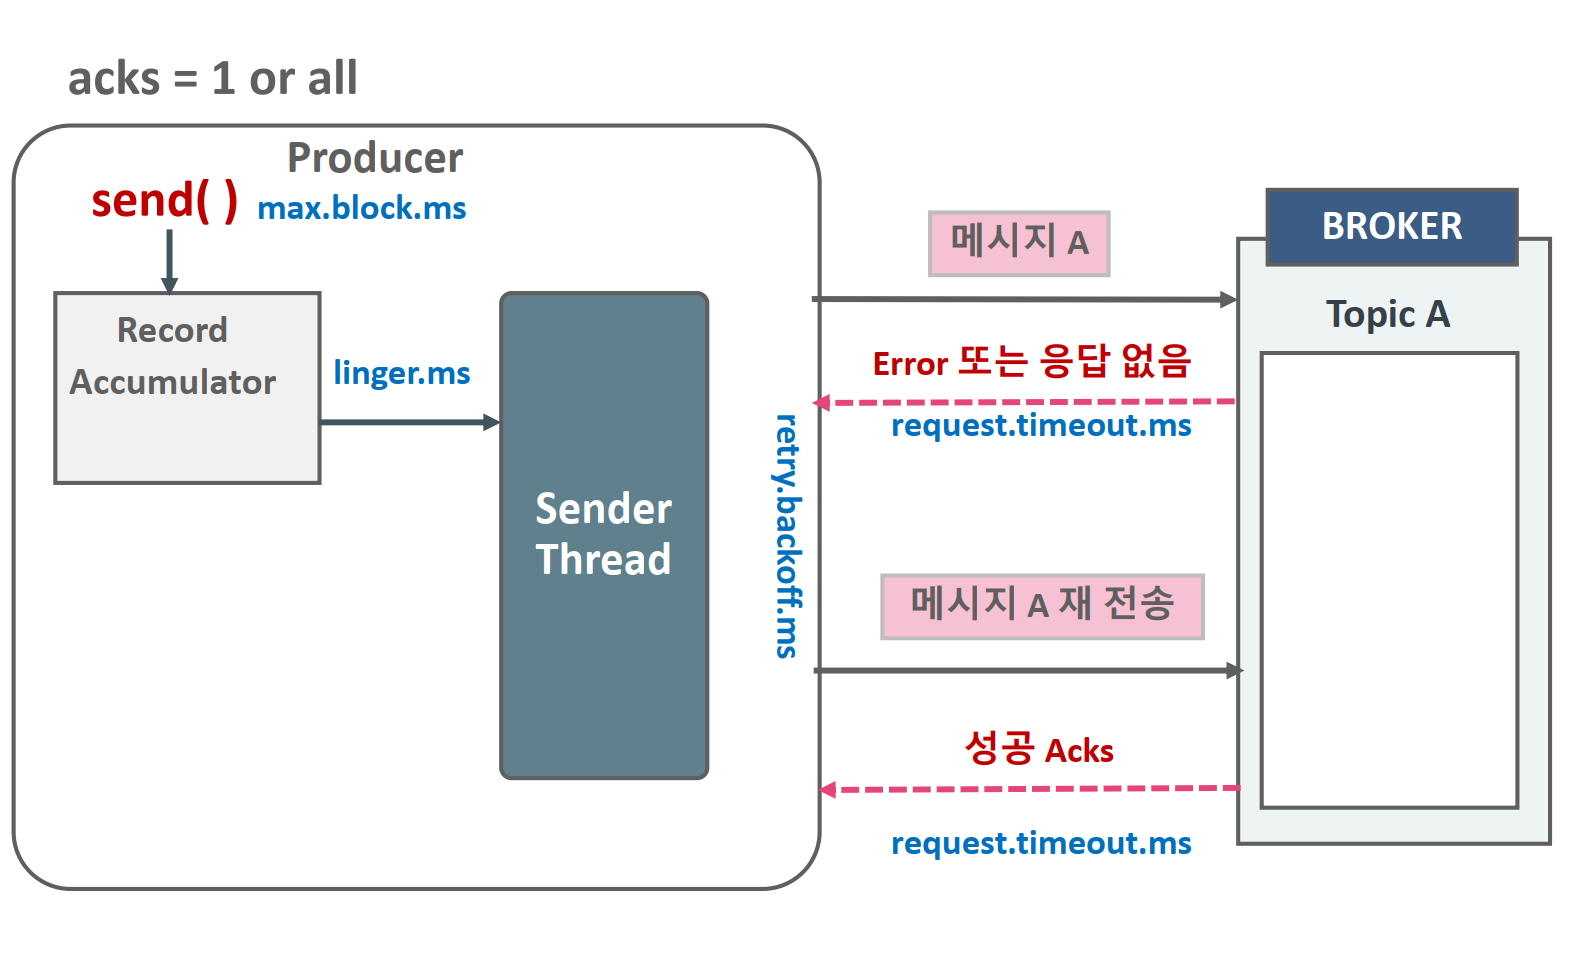 acks = 1 or all
Producer
send( )
max.block.ms
Record
Accumulator
linger.ms
Sender
Thread
retry.backoff.ms
메시지 A
Error 또는 응답 없음
request.timeout.ms
메시지 A 재 전송
성공 Acks
request.timeout.ms
BROKER
Topic A